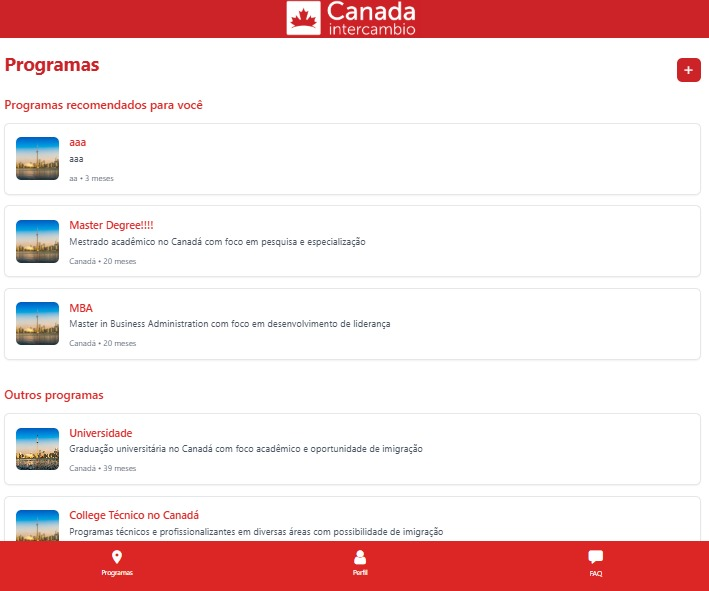 Canada
intercambio
Programas
+
Programas recomendados para você
aaa
aaa
aa • 3 meses
Master Degree!!!!
Mestrado acadêmico no Canadá com foco em pesquisa e especialização
Canadá • 20 meses
MBA
Master in Business Administration com foco em desenvolvimento de liderança
Canadá • 20 meses
Outros programas
Universidade
Graduação universitária no Canadá com foco acadêmico e oportunidade de imigração
Canadá • 39 meses
College Técnico no Canadá
Programas técnicos e profissionalizantes em diversas áreas com possibilidade de imigração
Programas
Perfil
FAQ